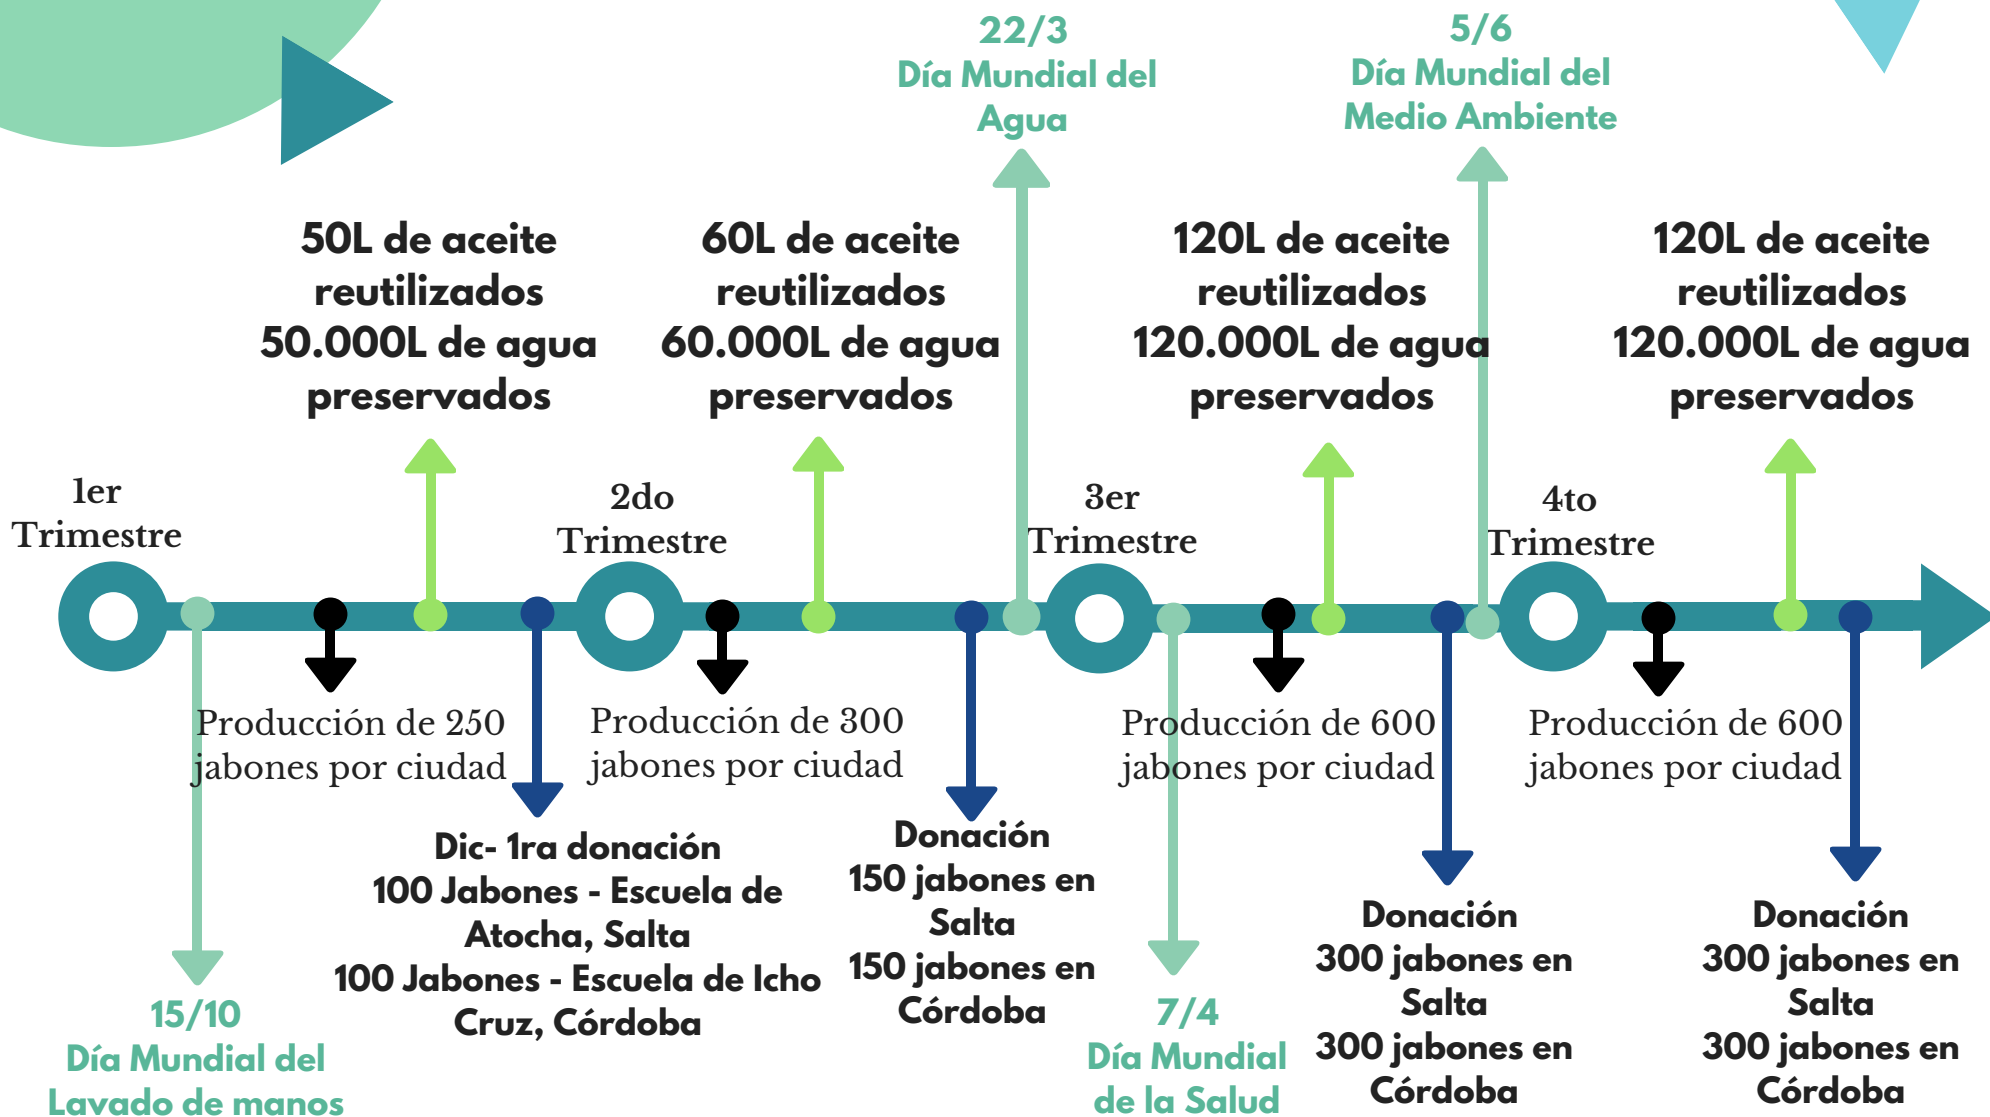 22/3
Día Mundial del
Agua
5/6
Día Mundial del
Medio Ambiente
50L de aceite
reutilizados
50.000L de agua
preservados
60L de aceite
reutilizados
60.000L de agua
preservados
120L de aceite
reutilizados
120.000L de agua
preservados
120L de aceite
reutilizados
120.000L de agua
preservados
1er
Trimestre
2do
Trimestre
3er
Trimestre
4to
Trimestre
Producción de 250
jabones por ciudad
Producción de 300
jabones por ciudad
Producción de 600
jabones por ciudad
Producción de 600
jabones por ciudad
Dic- 1ra donación
100 Jabones - Escuela de
Atocha, Salta
100 Jabones - Escuela de Icho
Cruz, Córdoba
Donación
150 jabones en
Salta
150 jabones en
Córdoba
Donación
300 jabones en
Salta
300 jabones en
Córdoba
Donación
300 jabones en
Salta
300 jabones en
Córdoba
15/10
Día Mundial del
Lavado de manos
7/4
Día Mundial
de la Salud